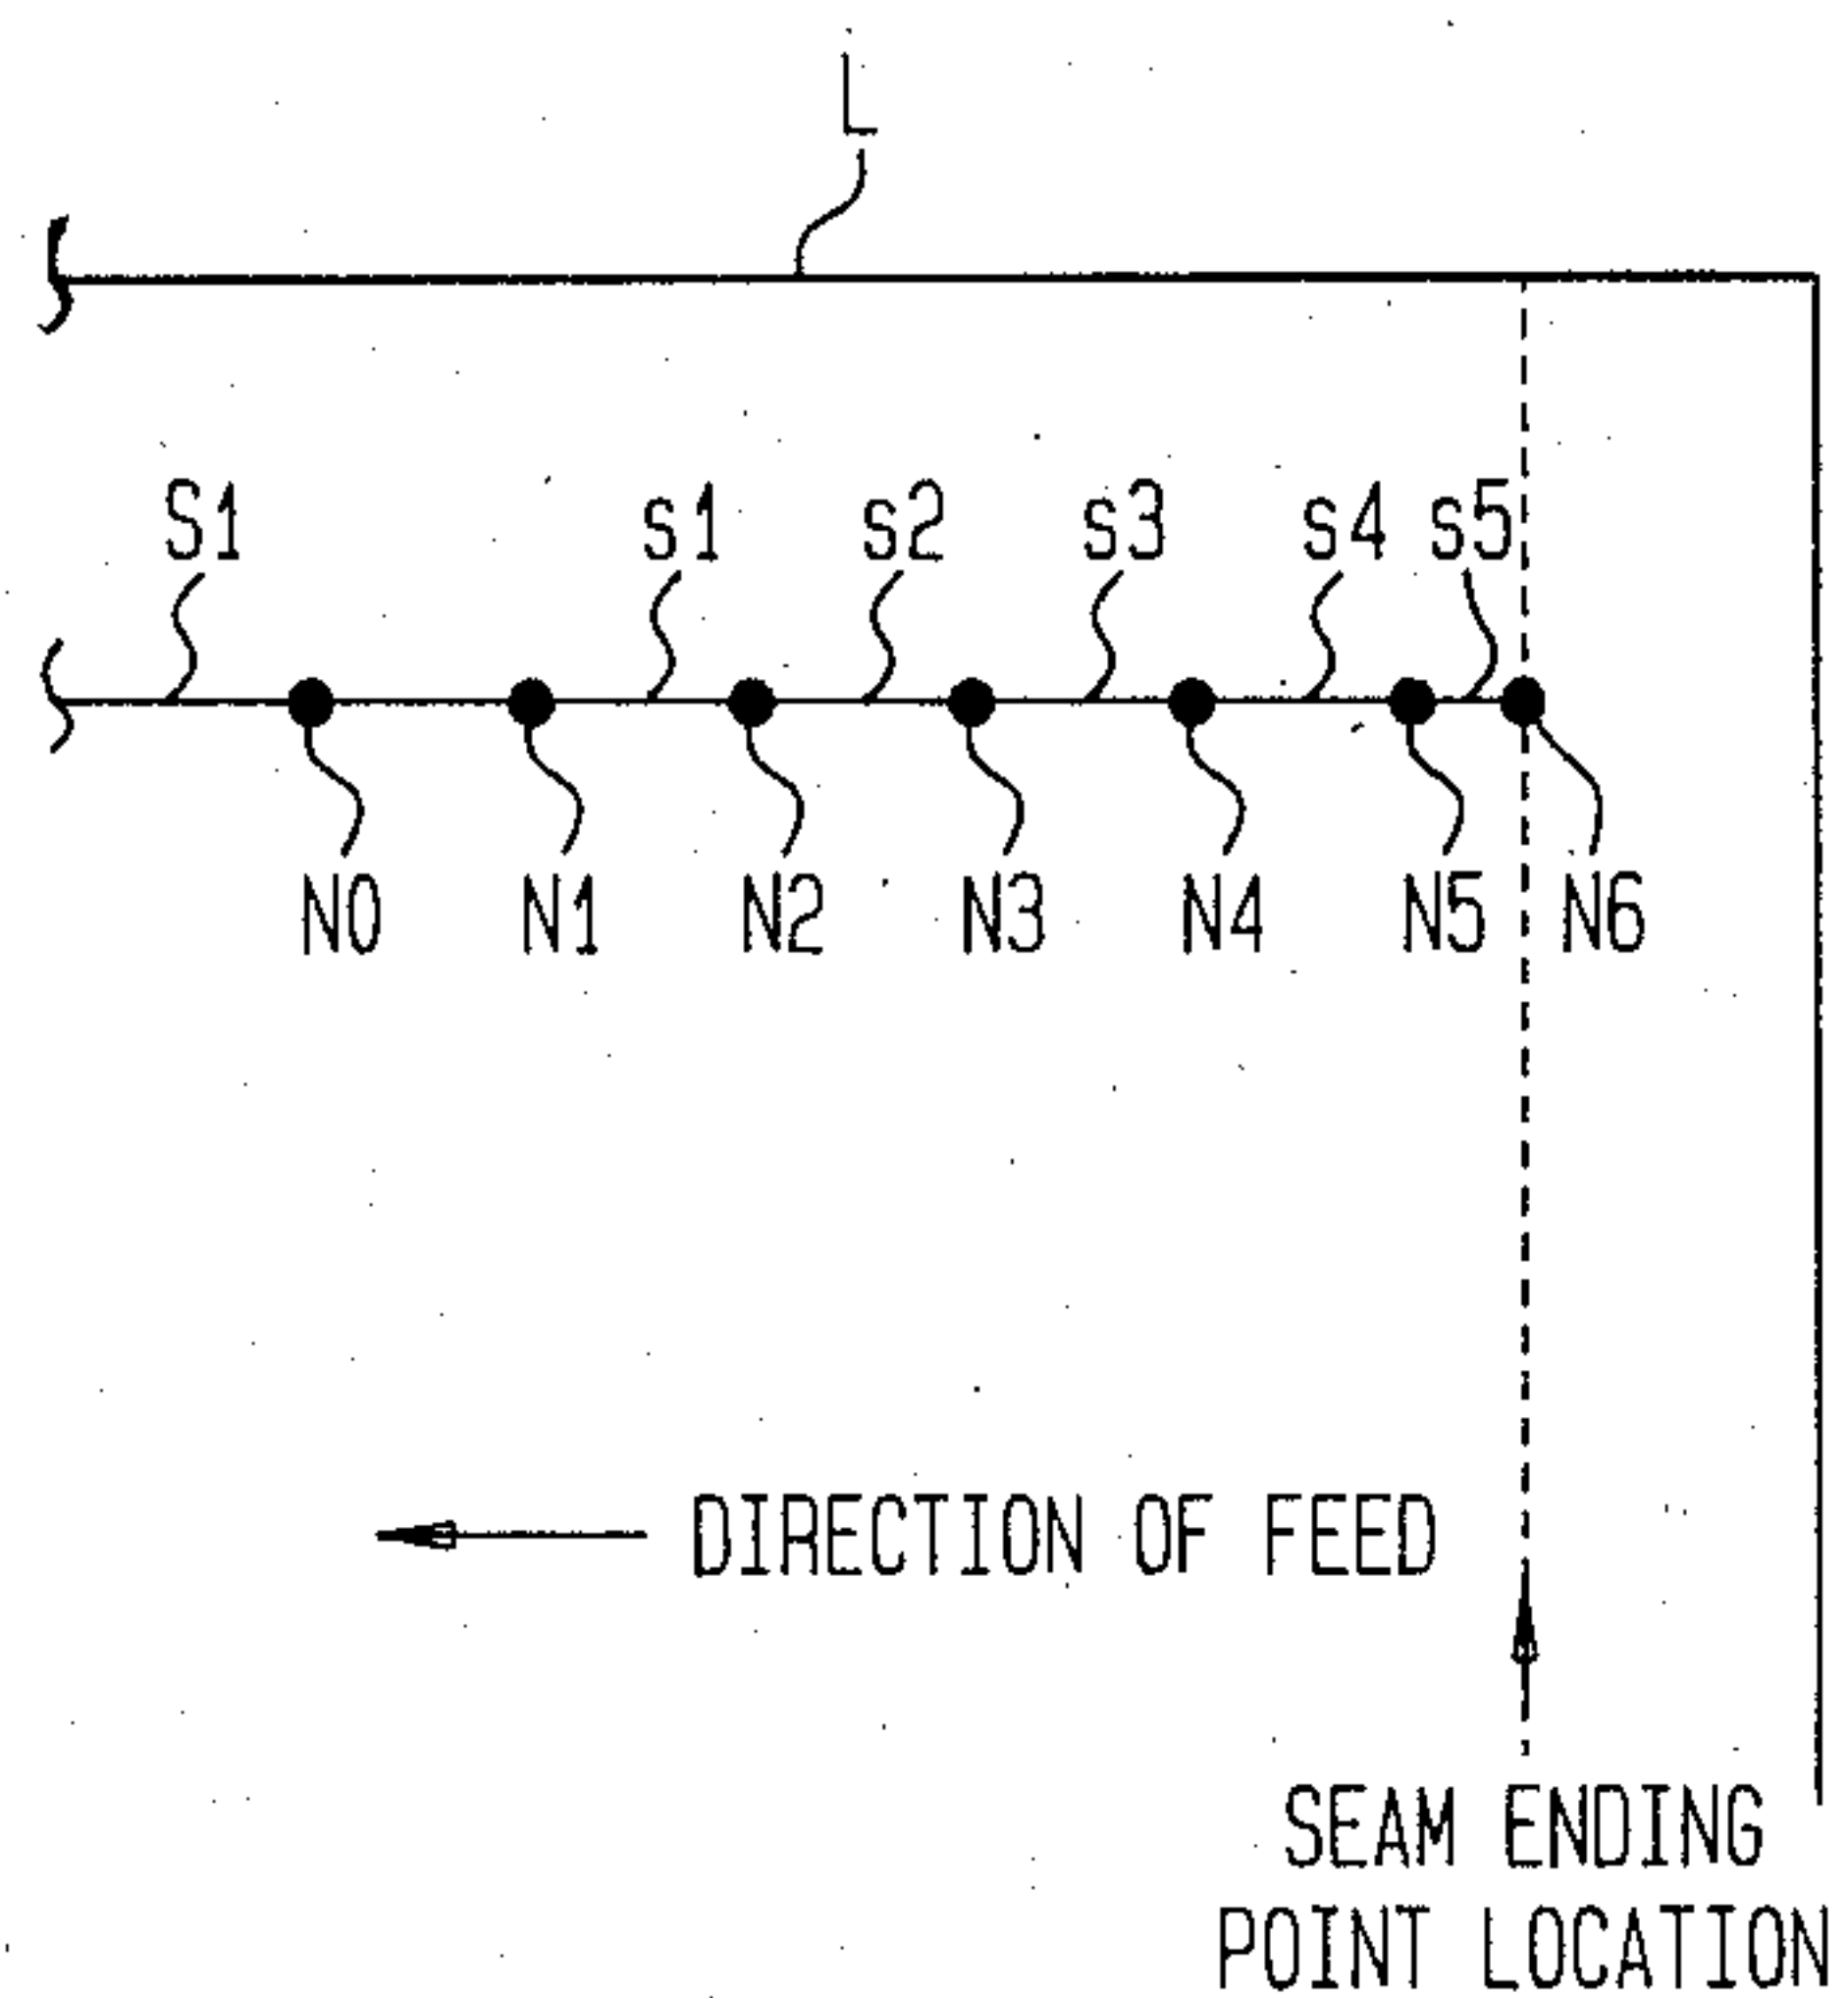 L
S1 s1 s2 s3 s4 s5
N0 N1 N2 N3 N4 N5 N6
DIRECTION OF FEED
SEAM ENDING
POINT LOCATION